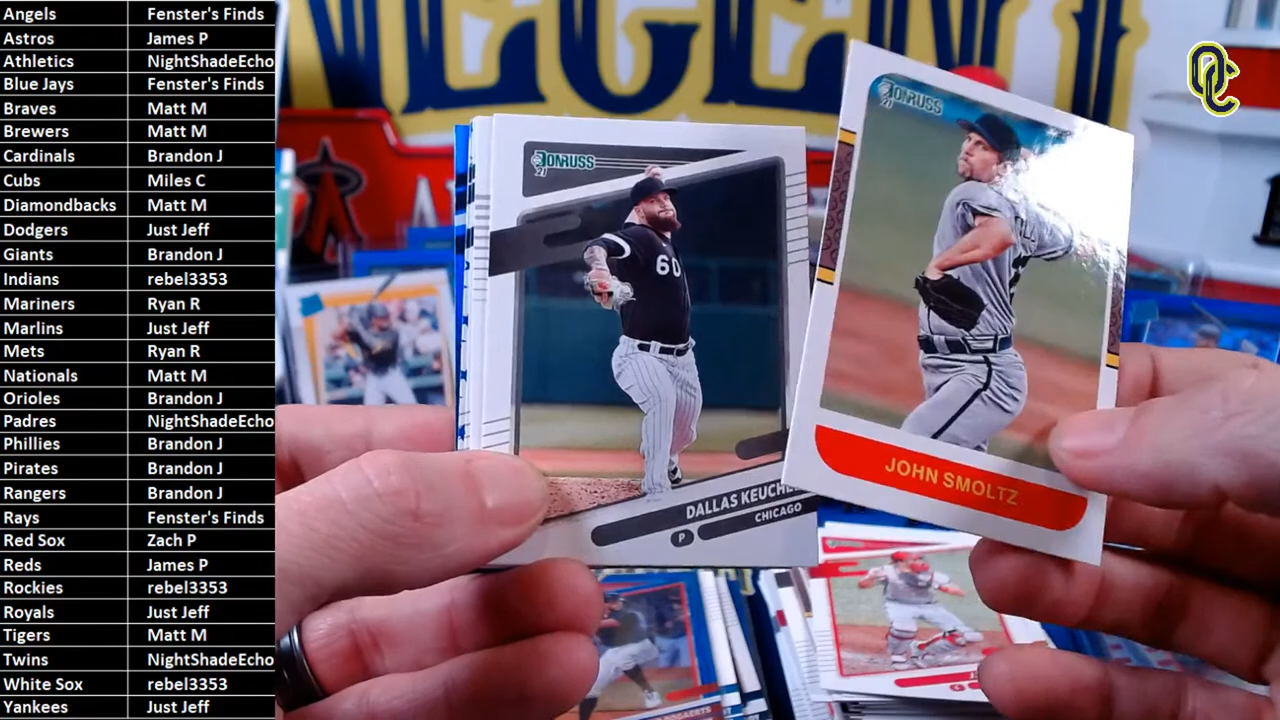 Angels Fenster's Finds
Astros James P
Athletics NightShadeEcho
Blue Jays Fenster's Finds
Braves Matt M
Brewers Matt M
Cardinals Brandon J
Cubs Miles C
Diamondbacks Matt M
Dodgers Just Jeff
Giants Brandon J
Indians rebel3353
Mariners Ryan R
Marlins Just Jeff
Mets Ryan R
Nationals Matt M
Orioles Brandon J
Padres NightShadeEcho
Phillies Brandon J
Pirates Brandon J
Rangers Brandon J
Rays Fenster's Finds
Red Sox Zach P
Reds James P
Rockies rebel3353
Royals Just Jeff
Tigers Matt M
Twins NightShadeEcho
White Sox rebel3353
Yankees Just Jeff
OC
DONRUSS
21
60
DALLAS KEUCHEL
P CHICAGO
DONRUSS
21
JOHN SMOLTZ
DONRUSS